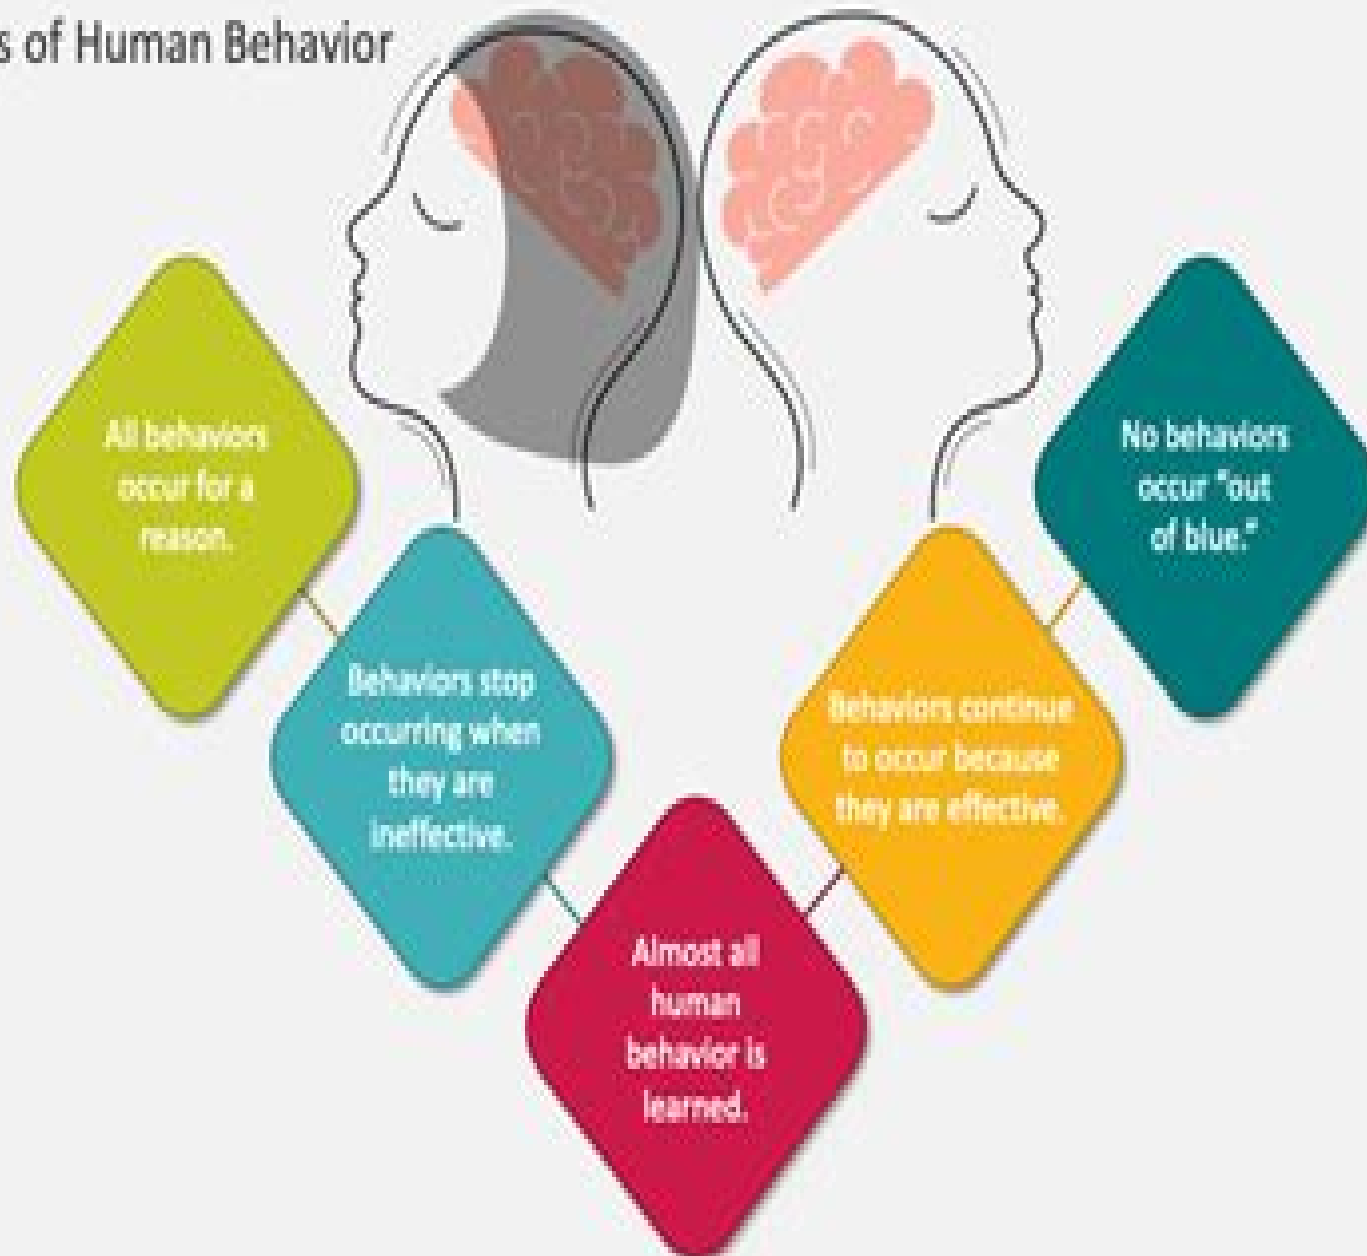 s of Human Behavior
All behaviors
occur for a
reason.
Behaviors stop
occurring when
they are
ineffective.
Almost all
human
behavior is
learned.
Behaviors continue
to occur because
they are effective.
No behaviors
occur "out
of blue."